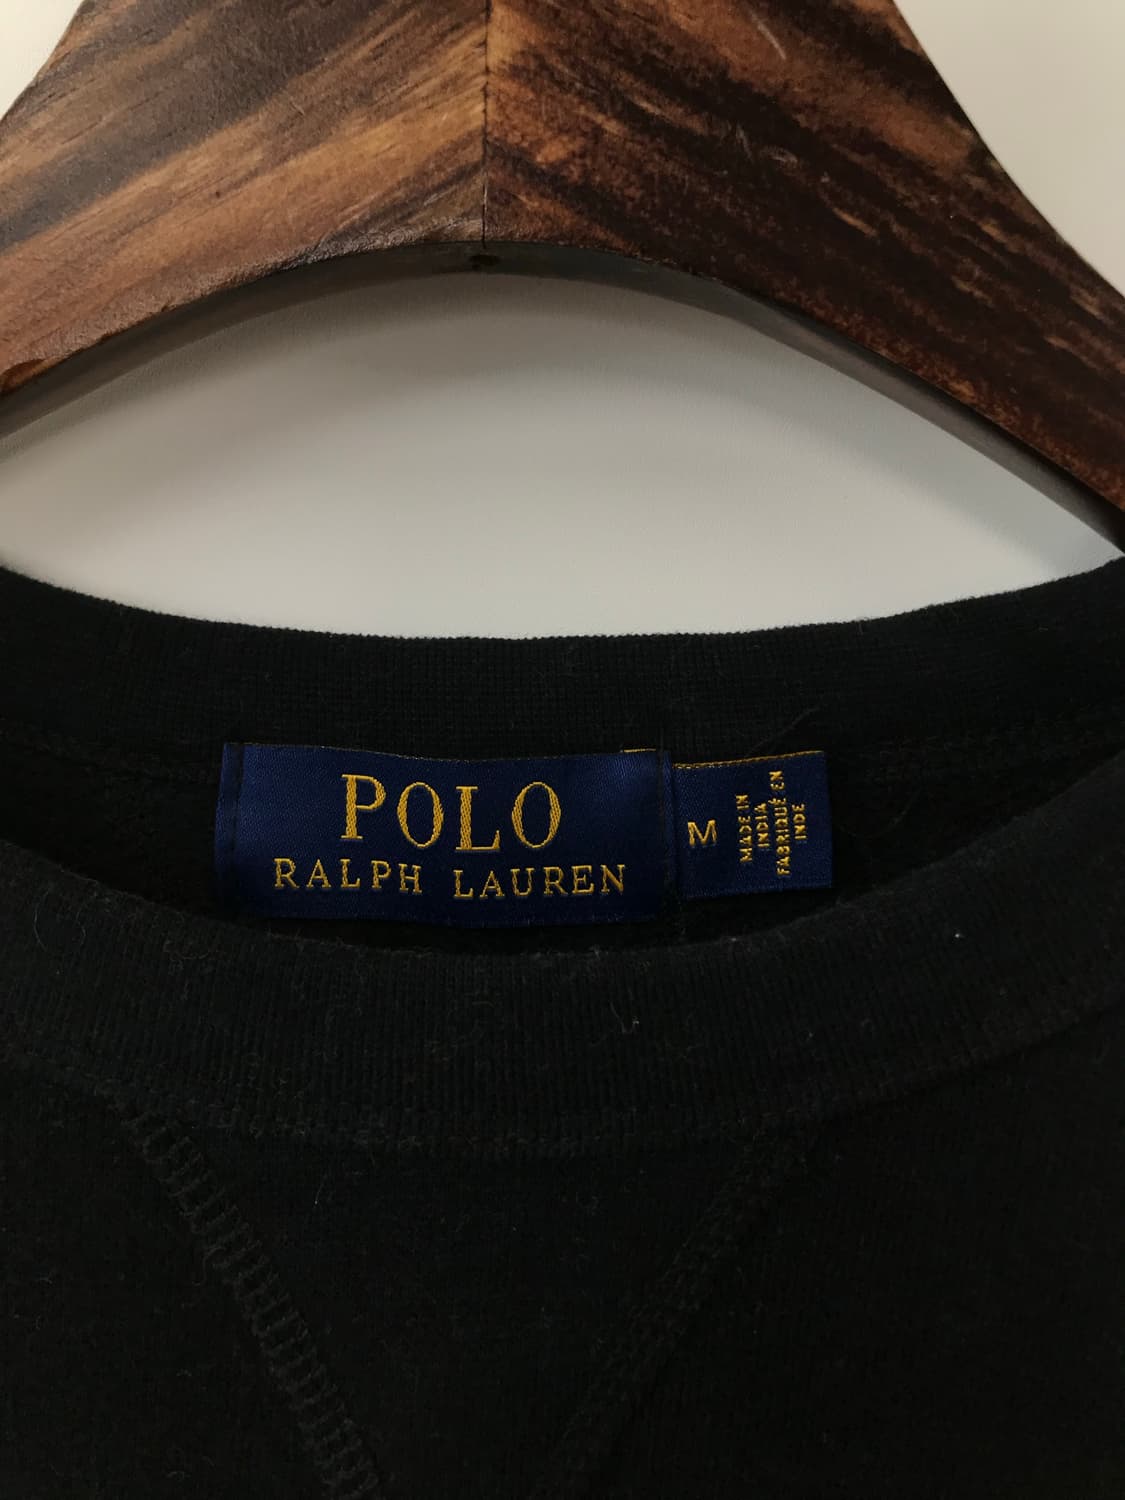 POLO
RALPH LAUREN
M
MADE IN
INDIA
FABRIQUÉ EN
INDE